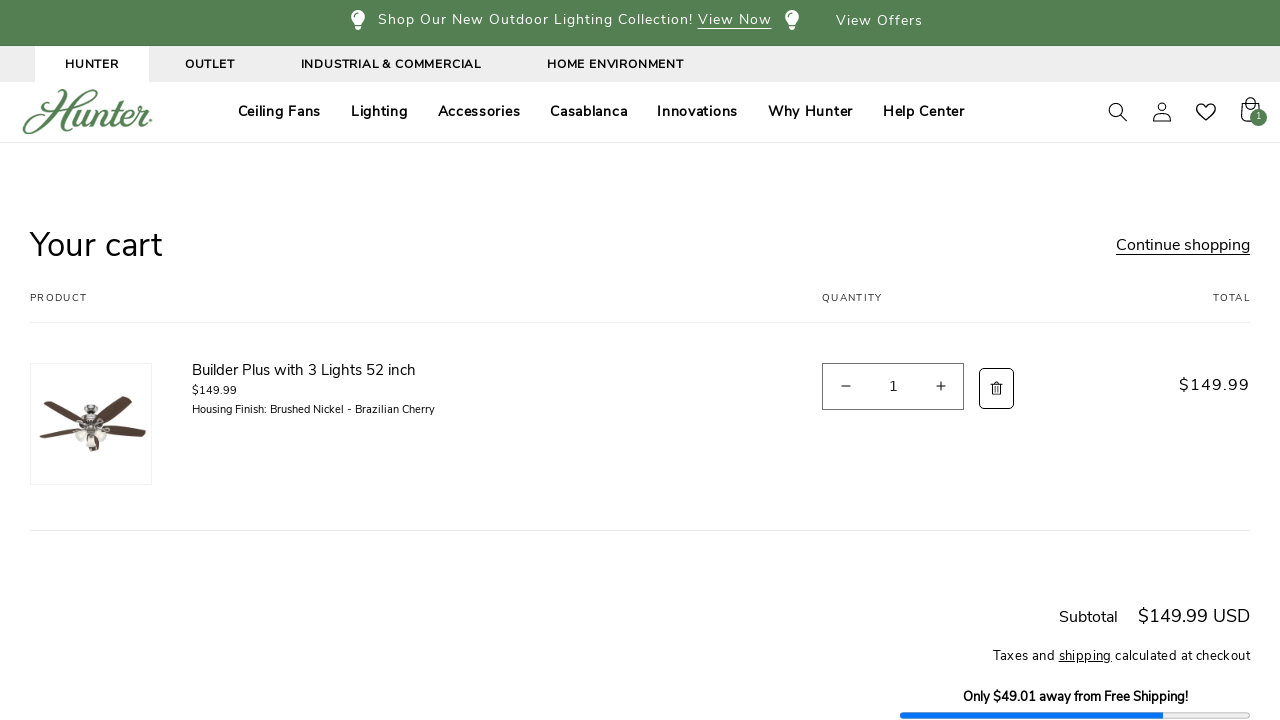 Shop Our New Outdoor Lighting Collection! View Now
View Offers
HUNTER
OUTLET
INDUSTRIAL & COMMERCIAL
HOME ENVIRONMENT
Hunter
Ceiling Fans
Lighting
Accessories
Casablanca
Innovations
Why Hunter
Help Center
1
Your cart
Continue shopping
PRODUCT
QUANTITY
TOTAL
Builder Plus with 3 Lights 52 inch
$149.99
Housing Finish: Brushed Nickel - Brazilian Cherry
1
$149.99
Subtotal $149.99 USD
Taxes and shipping calculated at checkout
Only $49.01 away from Free Shipping!